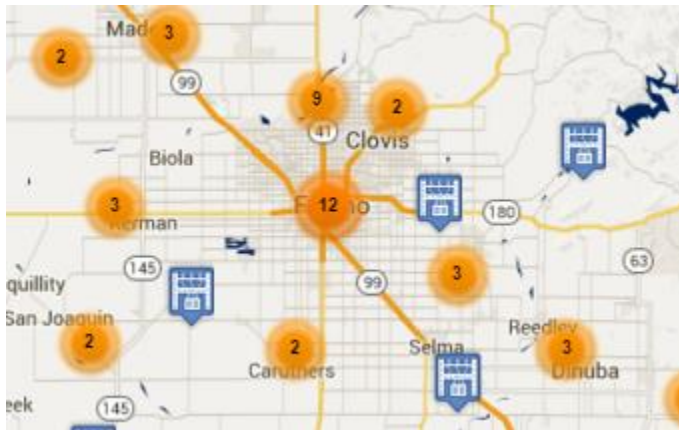 Mad
3
2
99
9
2
41
Clovis
Biola
3
12
F no
180
Kerman
145
3
63
99
quillity
San Joaquin
2
2
Reedley
Selma
3
Caruthers
Dinuba
eek
145